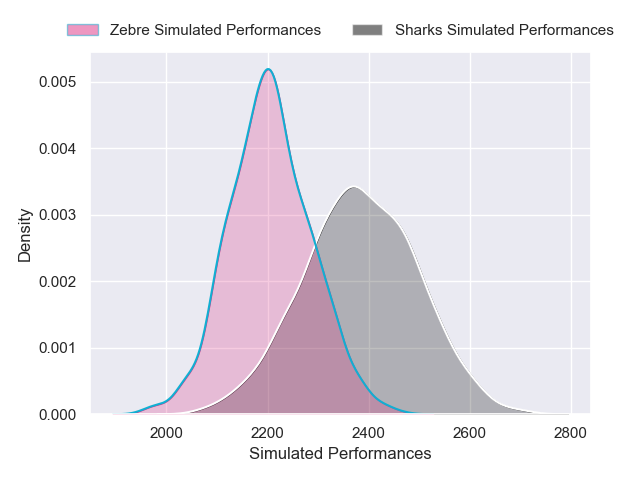 Zebre Simulated Performances Sharks Simulated Performances
0.005
0.004
0.003
0.002
0.001
0.000
Density
2000 2200 2400 2600 2800
Simulated Performances